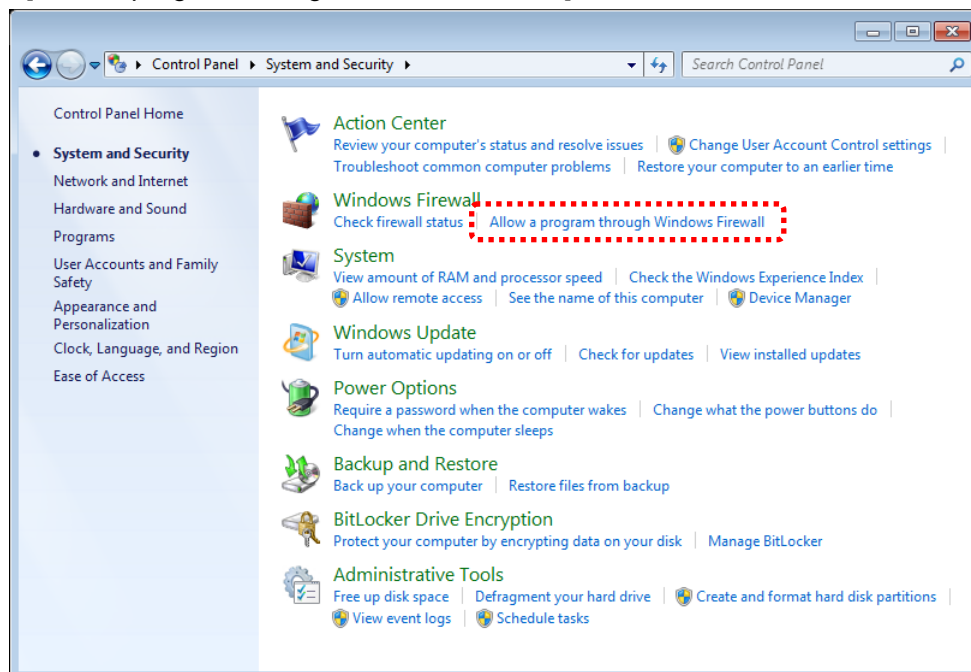 Control Panel ▸ System and Security ▸
Search Control Panel
Control Panel Home
System and Security
Network and Internet
Hardware and Sound
Programs
User Accounts and Family
Safety
Appearance and
Personalization
Clock, Language, and Region
Ease of Access
Action Center
Review your computer's status and resolve issues | Change User Account Control settings |
Troubleshoot common computer problems | Restore your computer to an earlier time
Windows Firewall
Check firewall status | Allow a program through Windows Firewall
System
View amount of RAM and processor speed | Check the Windows Experience Index |
Allow remote access | See the name of this computer | Device Manager
Windows Update
Turn automatic updating on or off | Check for updates | View installed updates
Power Options
Require a password when the computer wakes | Change what the power buttons do |
Change when the computer sleeps
Backup and Restore
Back up your computer | Restore files from backup
BitLocker Drive Encryption
Protect your computer by encrypting data on your disk | Manage BitLocker
Administrative Tools
Free up disk space | Defragment your hard drive | Create and format hard disk partitions |
View event logs | Schedule tasks